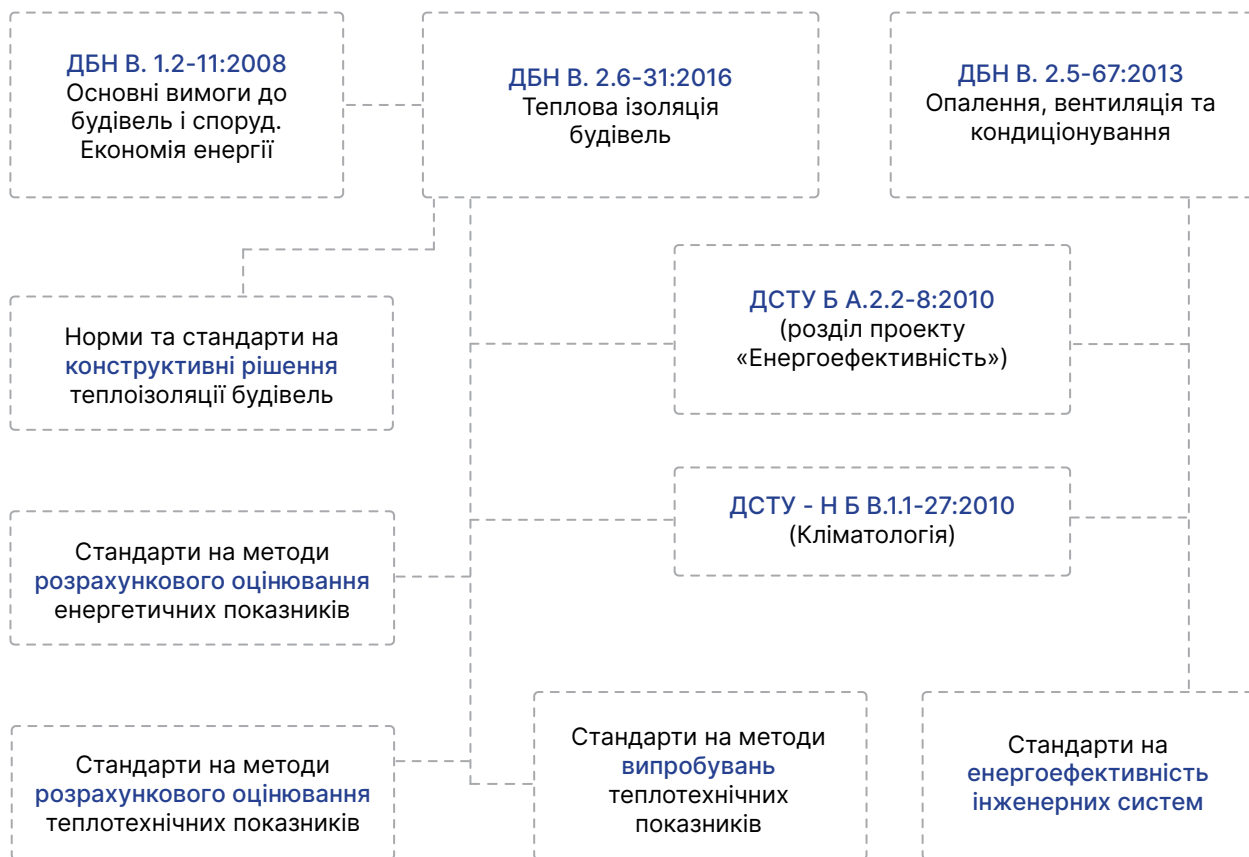 ДБН В. 1.2-11:2008
Основні вимоги до
будівель і споруд.
Економія енергії
ДБН В. 2.6-31:2016
Теплова ізоляція
будівель
ДБН В. 2.5-67:2013
Опалення, вентиляція та
кондиціонування
ДСТУ Б А.2.2-8:2010
(розділ проекту
«Енергоефективність»)
Норми та стандарти на
конструктивні рішення
теплоізоляції будівель
ДСТУ - Н Б В.1.1-27:2010
(Кліматологія)
Стандарти на методи
розрахункового оцінювання
енергетичних показників
Стандарти на методи
розрахункового оцінювання
теплотехнічних показників
Стандарти на методи
випробувань
теплотехнічних
показників
Стандарти на
енергоефективність
інженерних систем